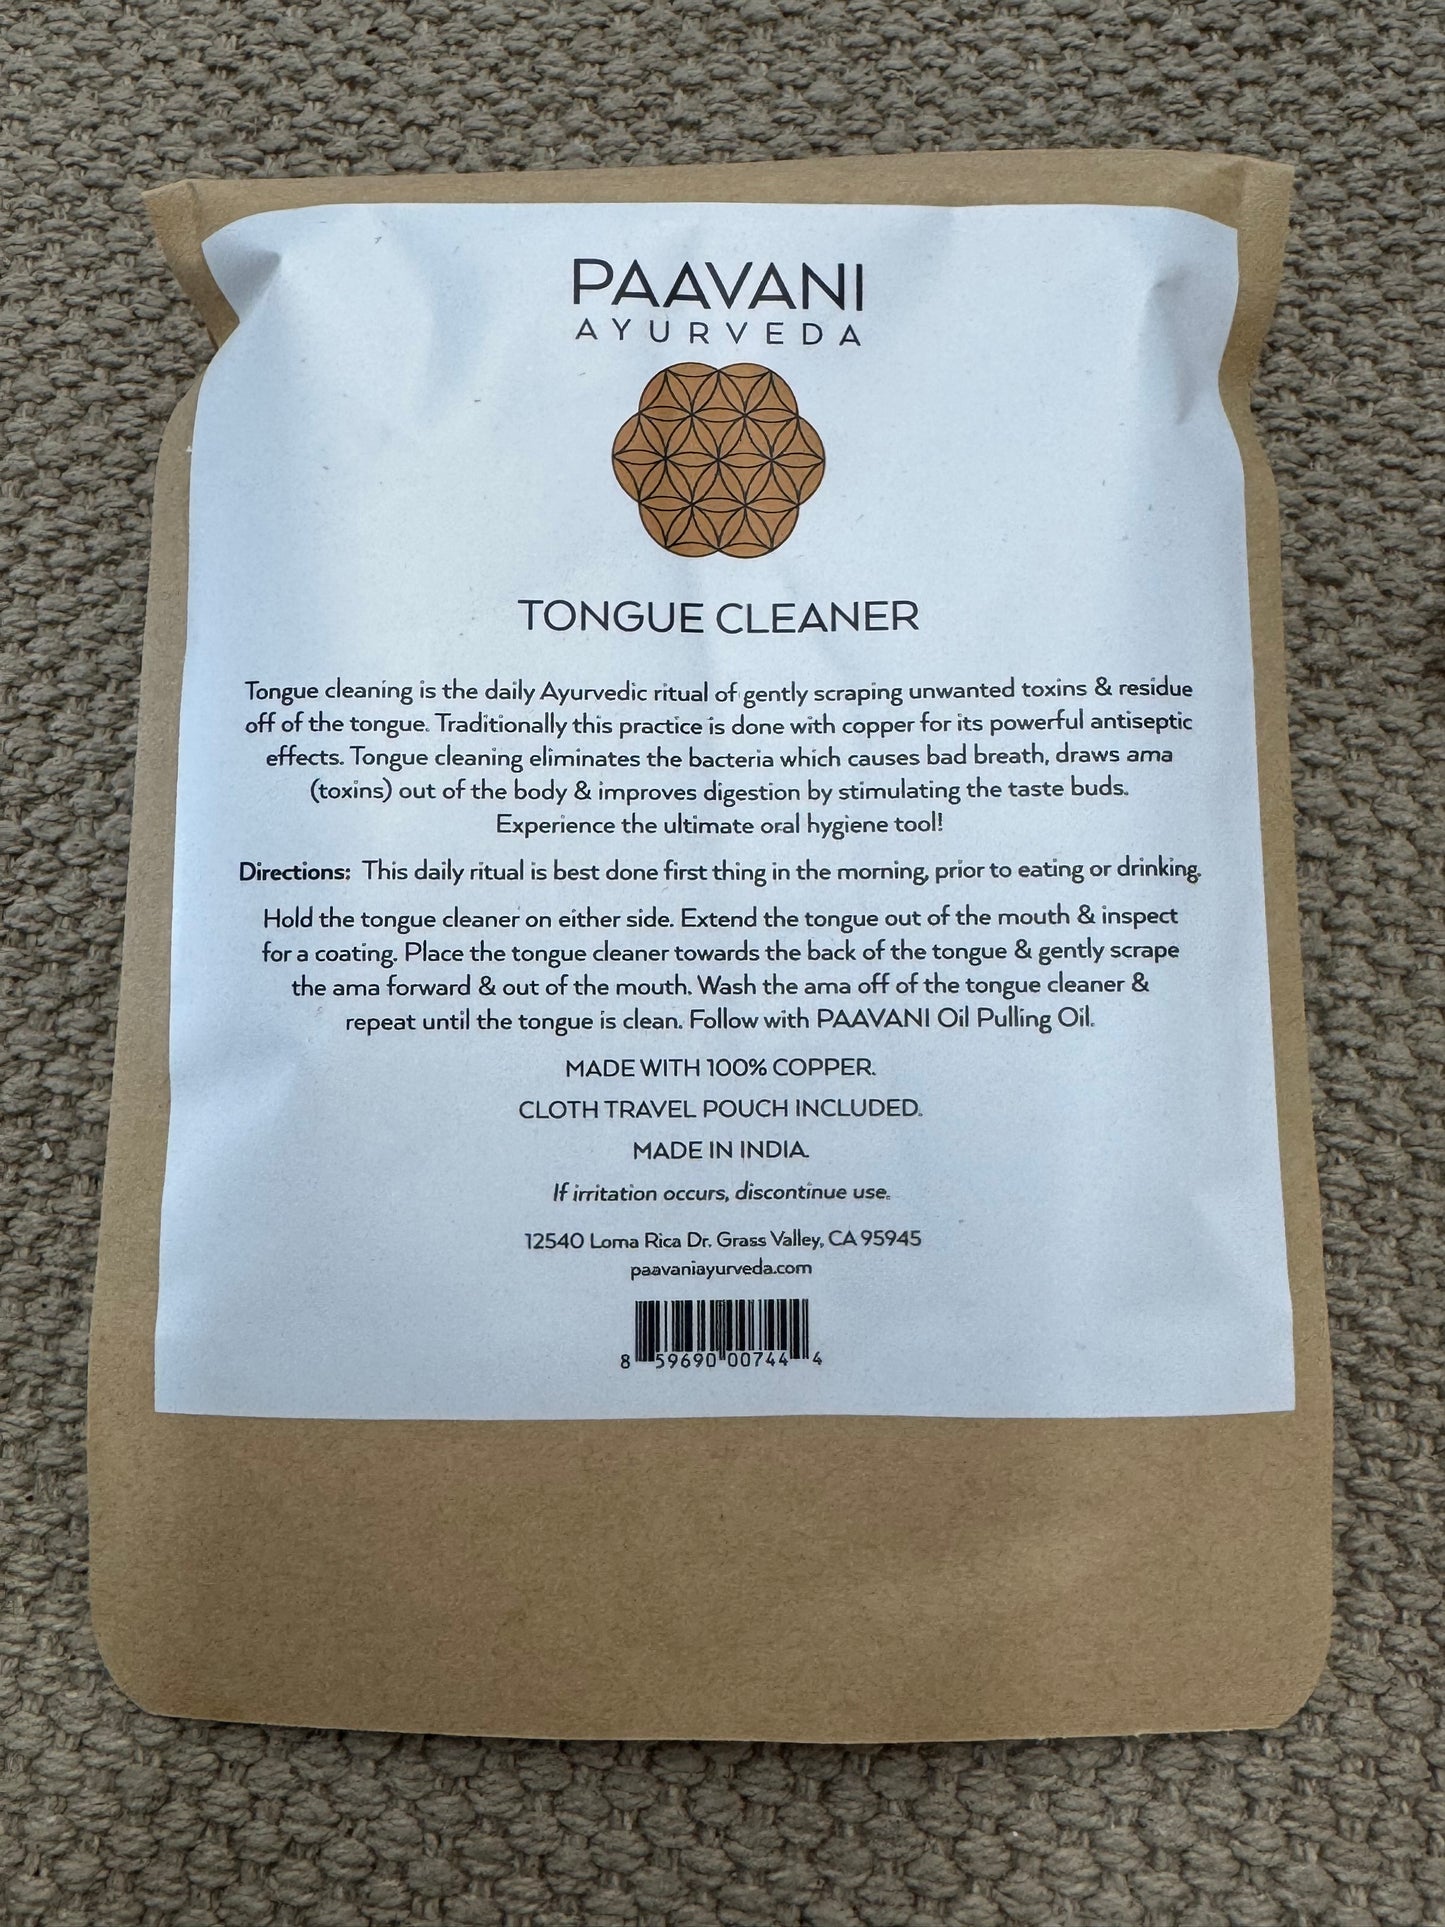 PAAVANI
AYURVEDA
TONGUE CLEANER
Tongue cleaning is the daily Ayurvedic ritual of gently scraping unwanted toxins & residue
off of the tongue. Traditionally this practice is done with copper for its powerful antiseptic
effects. Tongue cleaning eliminates the bacteria which causes bad breath, draws ama
(toxins) out of the body & improves digestion by stimulating the taste buds.
Experience the ultimate oral hygiene tool!
Directions: This daily ritual is best done first thing in the morning, prior to eating or drinking.
Hold the tongue cleaner on either side. Extend the tongue out of the mouth & inspect
for a coating. Place the tongue cleaner towards the back of the tongue & gently scrape
the ama forward & out of the mouth. Wash the ama off of the tongue cleaner &
repeat until the tongue is clean. Follow with PAAVANI Oil Pulling Oil.
MADE WITH 100% COPPER.
CLOTH TRAVEL POUCH INCLUDED.
MADE IN INDIA.
If irritation occurs, discontinue use.
12540 Loma Rica Dr. Grass Valley, CA 95945
paavaniayurveda.com
8 59690 00744 4